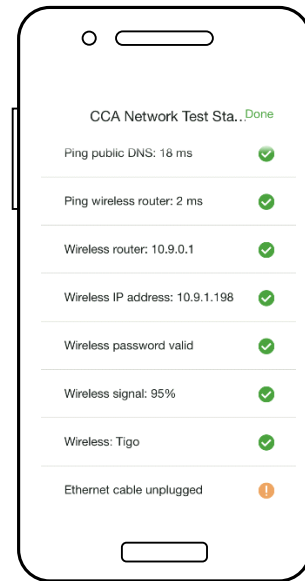 CCA Network Test Sta...
Done
Ping public DNS: 18 ms
Ping wireless router: 2 ms
Wireless router: 10.9.0.1
Wireless IP address: 10.9.1.198
Wireless password valid
Wireless signal: 95%
Wireless: Tigo
Ethernet cable unplugged